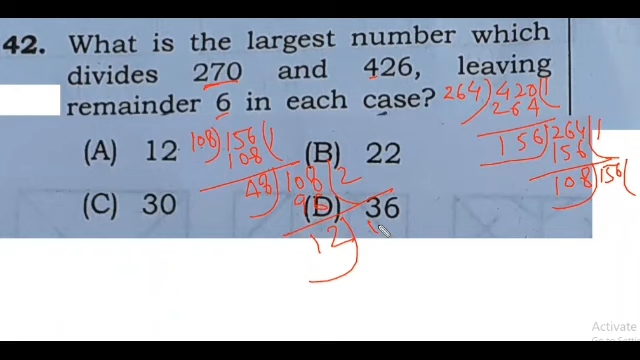 42. What is the largest number which
divides 270 and 426, leaving
remainder 6 in each case?
264)420(1
264
156)264(1
156
108)156(
108)156(1
108
48)108(2
96
12)
(A) 12
(B) 22
(C) 30
(D) 36
Activate